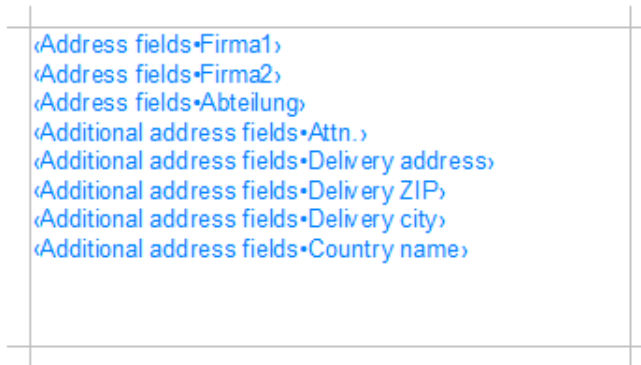 ‹Address fields•Firma1›
‹Address fields•Firma2›
‹Address fields•Abteilung›
‹Additional address fields•Attn.›
‹Additional address fields•Delivery address›
‹Additional address fields•Delivery ZIP›
‹Additional address fields•Delivery city›
‹Additional address fields•Country name›